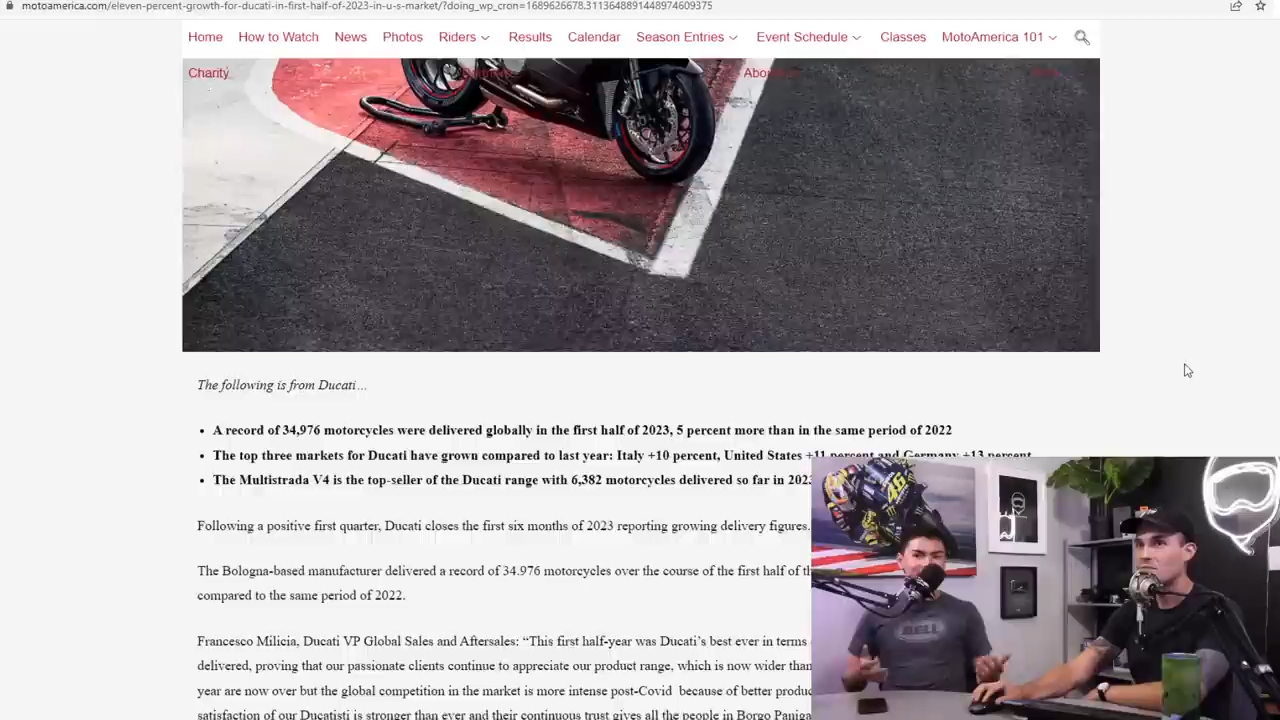 motoamerica.com/eleven-percent-growth-for-ducati-in-first-half-of-2023-in-u-s-market/?doing_wp_cron=1689626678.3113648891448974609375
Home How to Watch News Photos Riders Results Calendar Season Entries Event Schedule Classes MotoAmerica 101
Charity
The following is from Ducati…
• A record of 34,976 motorcycles were delivered globally in the first half of 2023, 5 percent more than in the same period of 2022
• The top three markets for Ducati have grown compared to last year: Italy +10 percent, United States +11 percent and Germany +13 percent
• The Multistrada V4 is the top-seller of the Ducati range with 6,382 motorcycles delivered so far in 2023
Following a positive first quarter, Ducati closes the first six months of 2023 reporting growing delivery figures.
The Bologna-based manufacturer delivered a record of 34.976 motorcycles over the course of the first half of
compared to the same period of 2022.
Francesco Milicia, Ducati VP Global Sales and Aftersales: “This first half-year was Ducati’s best ever in terms
delivered, proving that our passionate clients continue to appreciate our product range, which is now wider than
year are now over but the global competition in the market is more intense post-Covid because of better
satisfaction of our Ducatisti is stronger than ever and their continuous trust gives all the people in Borgo
46
BELL